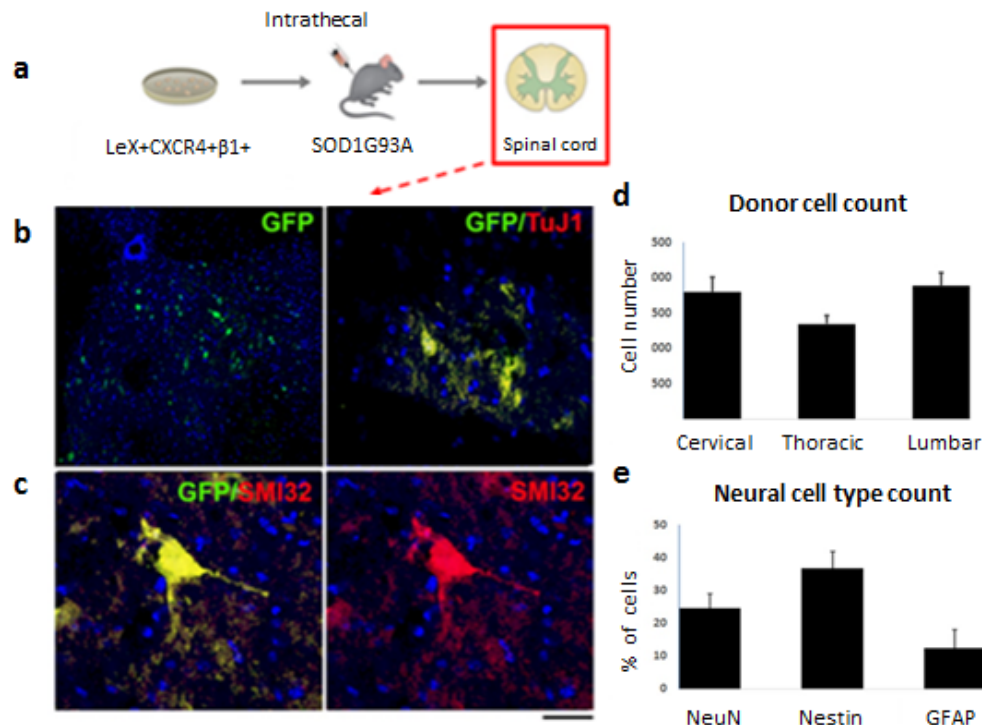 Intrathecal
a
LeX+CXCR4+β1+
SOD1G93A
Spinal cord
b
GFP
GFP/TuJ1
c
GFP/SMI32
SMI32
d
Donor cell count
Cell number
500
000
500
000
500
Cervical
Thoracic
Lumbar
e
Neural cell type count
% of cells
50
40
30
20
10
0
NeuN
Nestin
GFAP